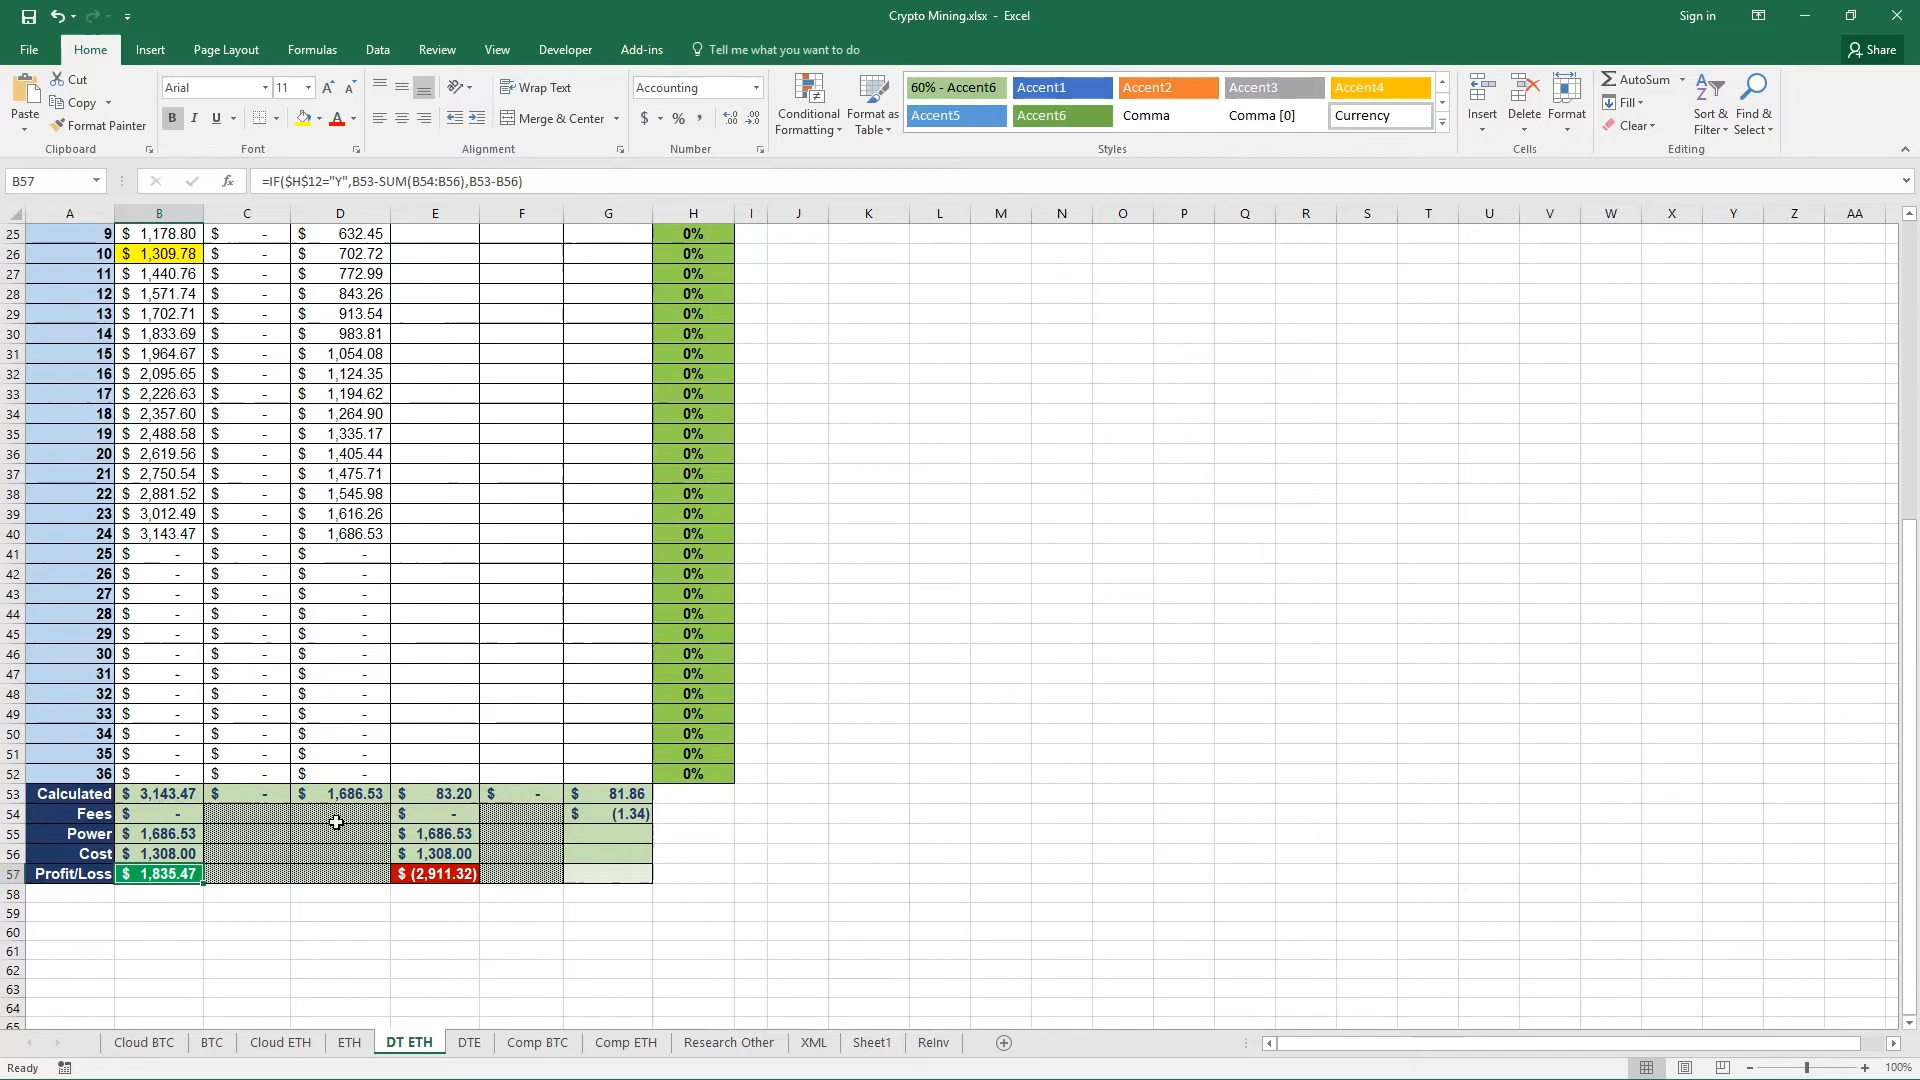 Crypto Mining.xlsx - Excel
Sign in
File Home Insert Page Layout Formulas Data Review View Developer Add-ins Tell me what you want to do Share
Paste
Cut
Copy
Format Painter
Clipboard
Arial 11
B I U
Font
Wrap Text
Merge & Center
Alignment
Accounting
$ % ,
Number
Conditional Formatting
Format as Table
60% - Accent6 Accent1 Accent2 Accent3 Accent4
Accent5 Accent6 Comma Comma [0] Currency
Styles
Insert Delete Format
Cells
AutoSum
Fill
Clear
Sort & Filter
Find & Select
Editing
B57 fx =IF($H$12="Y",B53-SUM(B54:B56),B53-B56)
A B C D E F G H I J K L M N O P Q R S T U V W X Y Z AA
25 9 $ 1,178.80 $ - $ 632.45 0%
26 10 $ 1,309.78 $ - $ 702.72 0%
27 11 $ 1,440.76 $ - $ 772.99 0%
28 12 $ 1,571.74 $ - $ 843.26 0%
29 13 $ 1,702.71 $ - $ 913.54 0%
30 14 $ 1,833.69 $ - $ 983.81 0%
31 15 $ 1,964.67 $ - $ 1,054.08 0%
32 16 $ 2,095.65 $ - $ 1,124.35 0%
33 17 $ 2,226.63 $ - $ 1,194.62 0%
34 18 $ 2,357.60 $ - $ 1,264.90 0%
35 19 $ 2,488.58 $ - $ 1,335.17 0%
36 20 $ 2,619.56 $ - $ 1,405.44 0%
37 21 $ 2,750.54 $ - $ 1,475.71 0%
38 22 $ 2,881.52 $ - $ 1,545.98 0%
39 23 $ 3,012.49 $ - $ 1,616.26 0%
40 24 $ 3,143.47 $ - $ 1,686.53 0%
41 25 $ - $ - $ - 0%
42 26 $ - $ - $ - 0%
43 27 $ - $ - $ - 0%
44 28 $ - $ - $ - 0%
45 29 $ - $ - $ - 0%
46 30 $ - $ - $ - 0%
47 31 $ - $ - $ - 0%
48 32 $ - $ - $ - 0%
49 33 $ - $ - $ - 0%
50 34 $ - $ - $ - 0%
51 35 $ - $ - $ - 0%
52 36 $ - $ - $ - 0%
53 Calculated $ 3,143.47 $ - $ 1,686.53 $ 83.20 $ - $ 81.86
54 Fees $ - $ - $ (1.34)
55 Power $ 1,686.53 $ 1,686.53
56 Cost $ 1,308.00 $ 1,308.00
57 Profit/Loss $ 1,835.47 $ (2,911.32)
58
59
60
61
62
63
64
65
Cloud BTC BTC Cloud ETH ETH DT ETH DTE Comp BTC Comp ETH Research Other XML Sheet1 ReInv
Ready 100%